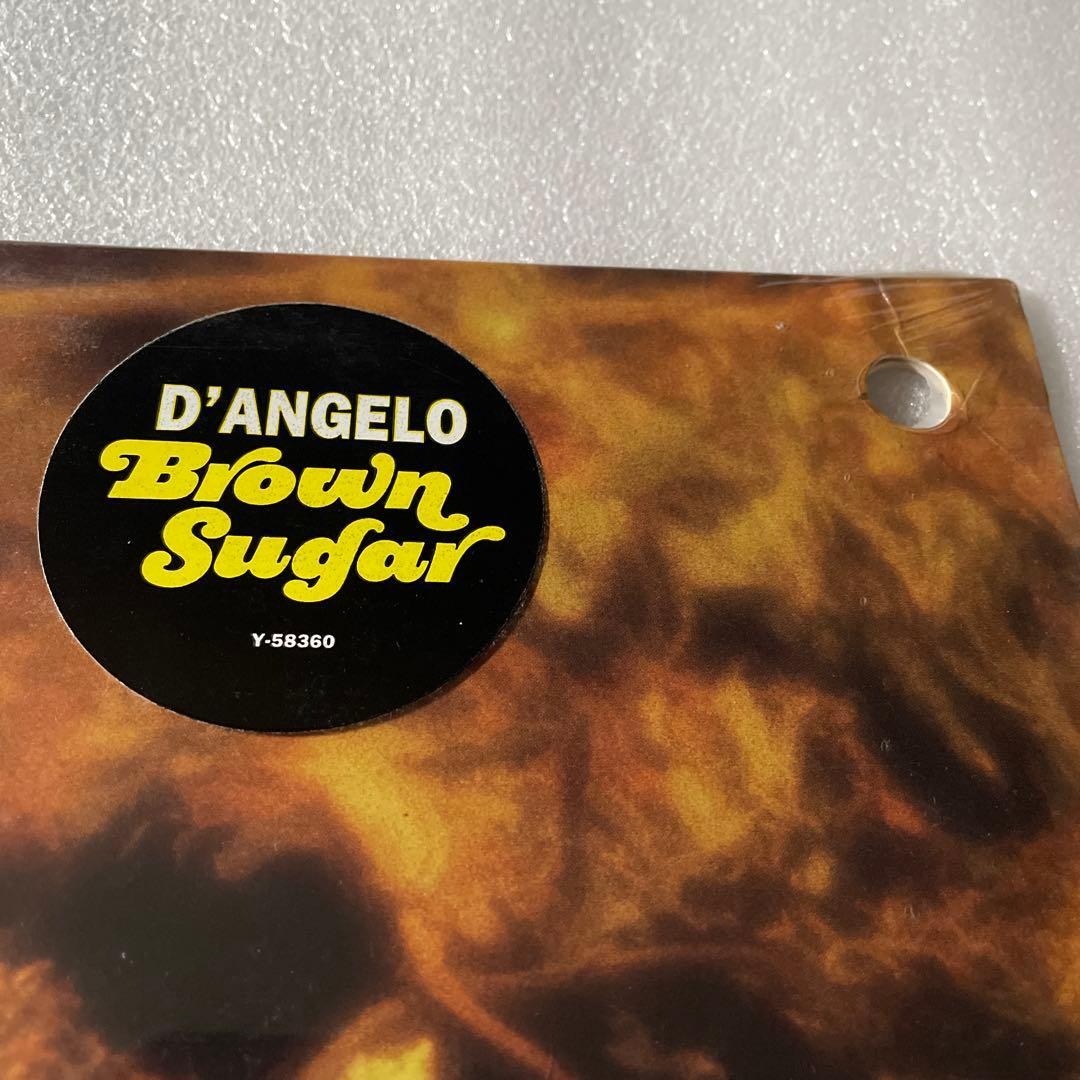 D'ANGELO
Brown
Sugar
Y-58360